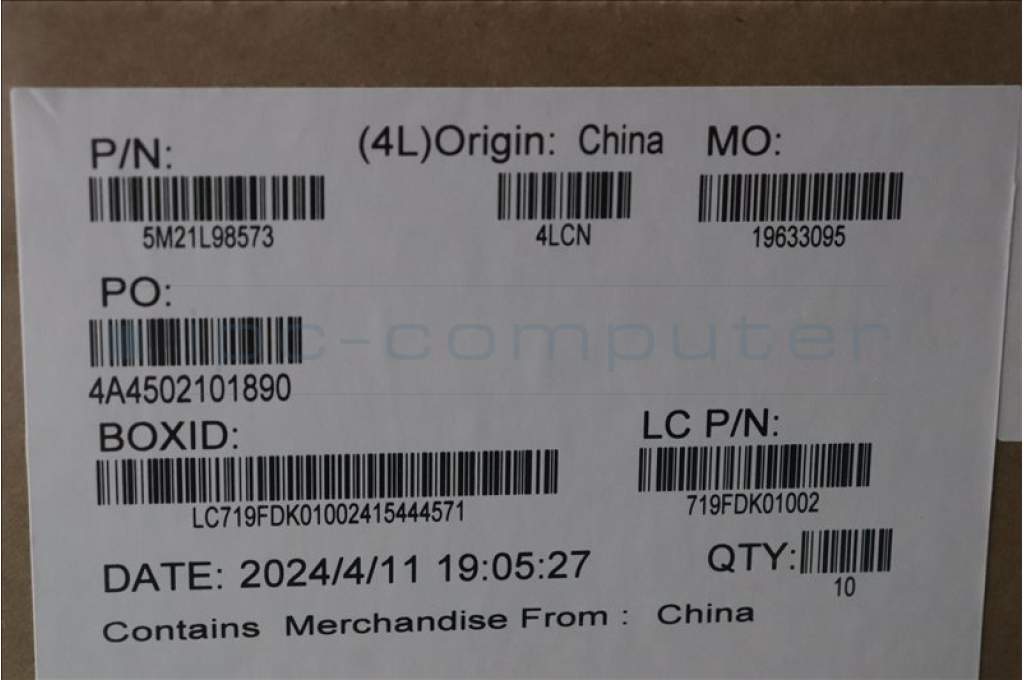 P/N: (4L)Origin: China MO:
5M21L98573 4LCN 19633095
PO:
4A4502101890
BOXID: LC P/N:
LC719FDK01002415444571 719FDK01002
DATE: 2024/4/11 19:05:27 QTY:
10
Contains Merchandise From : China
c-computer